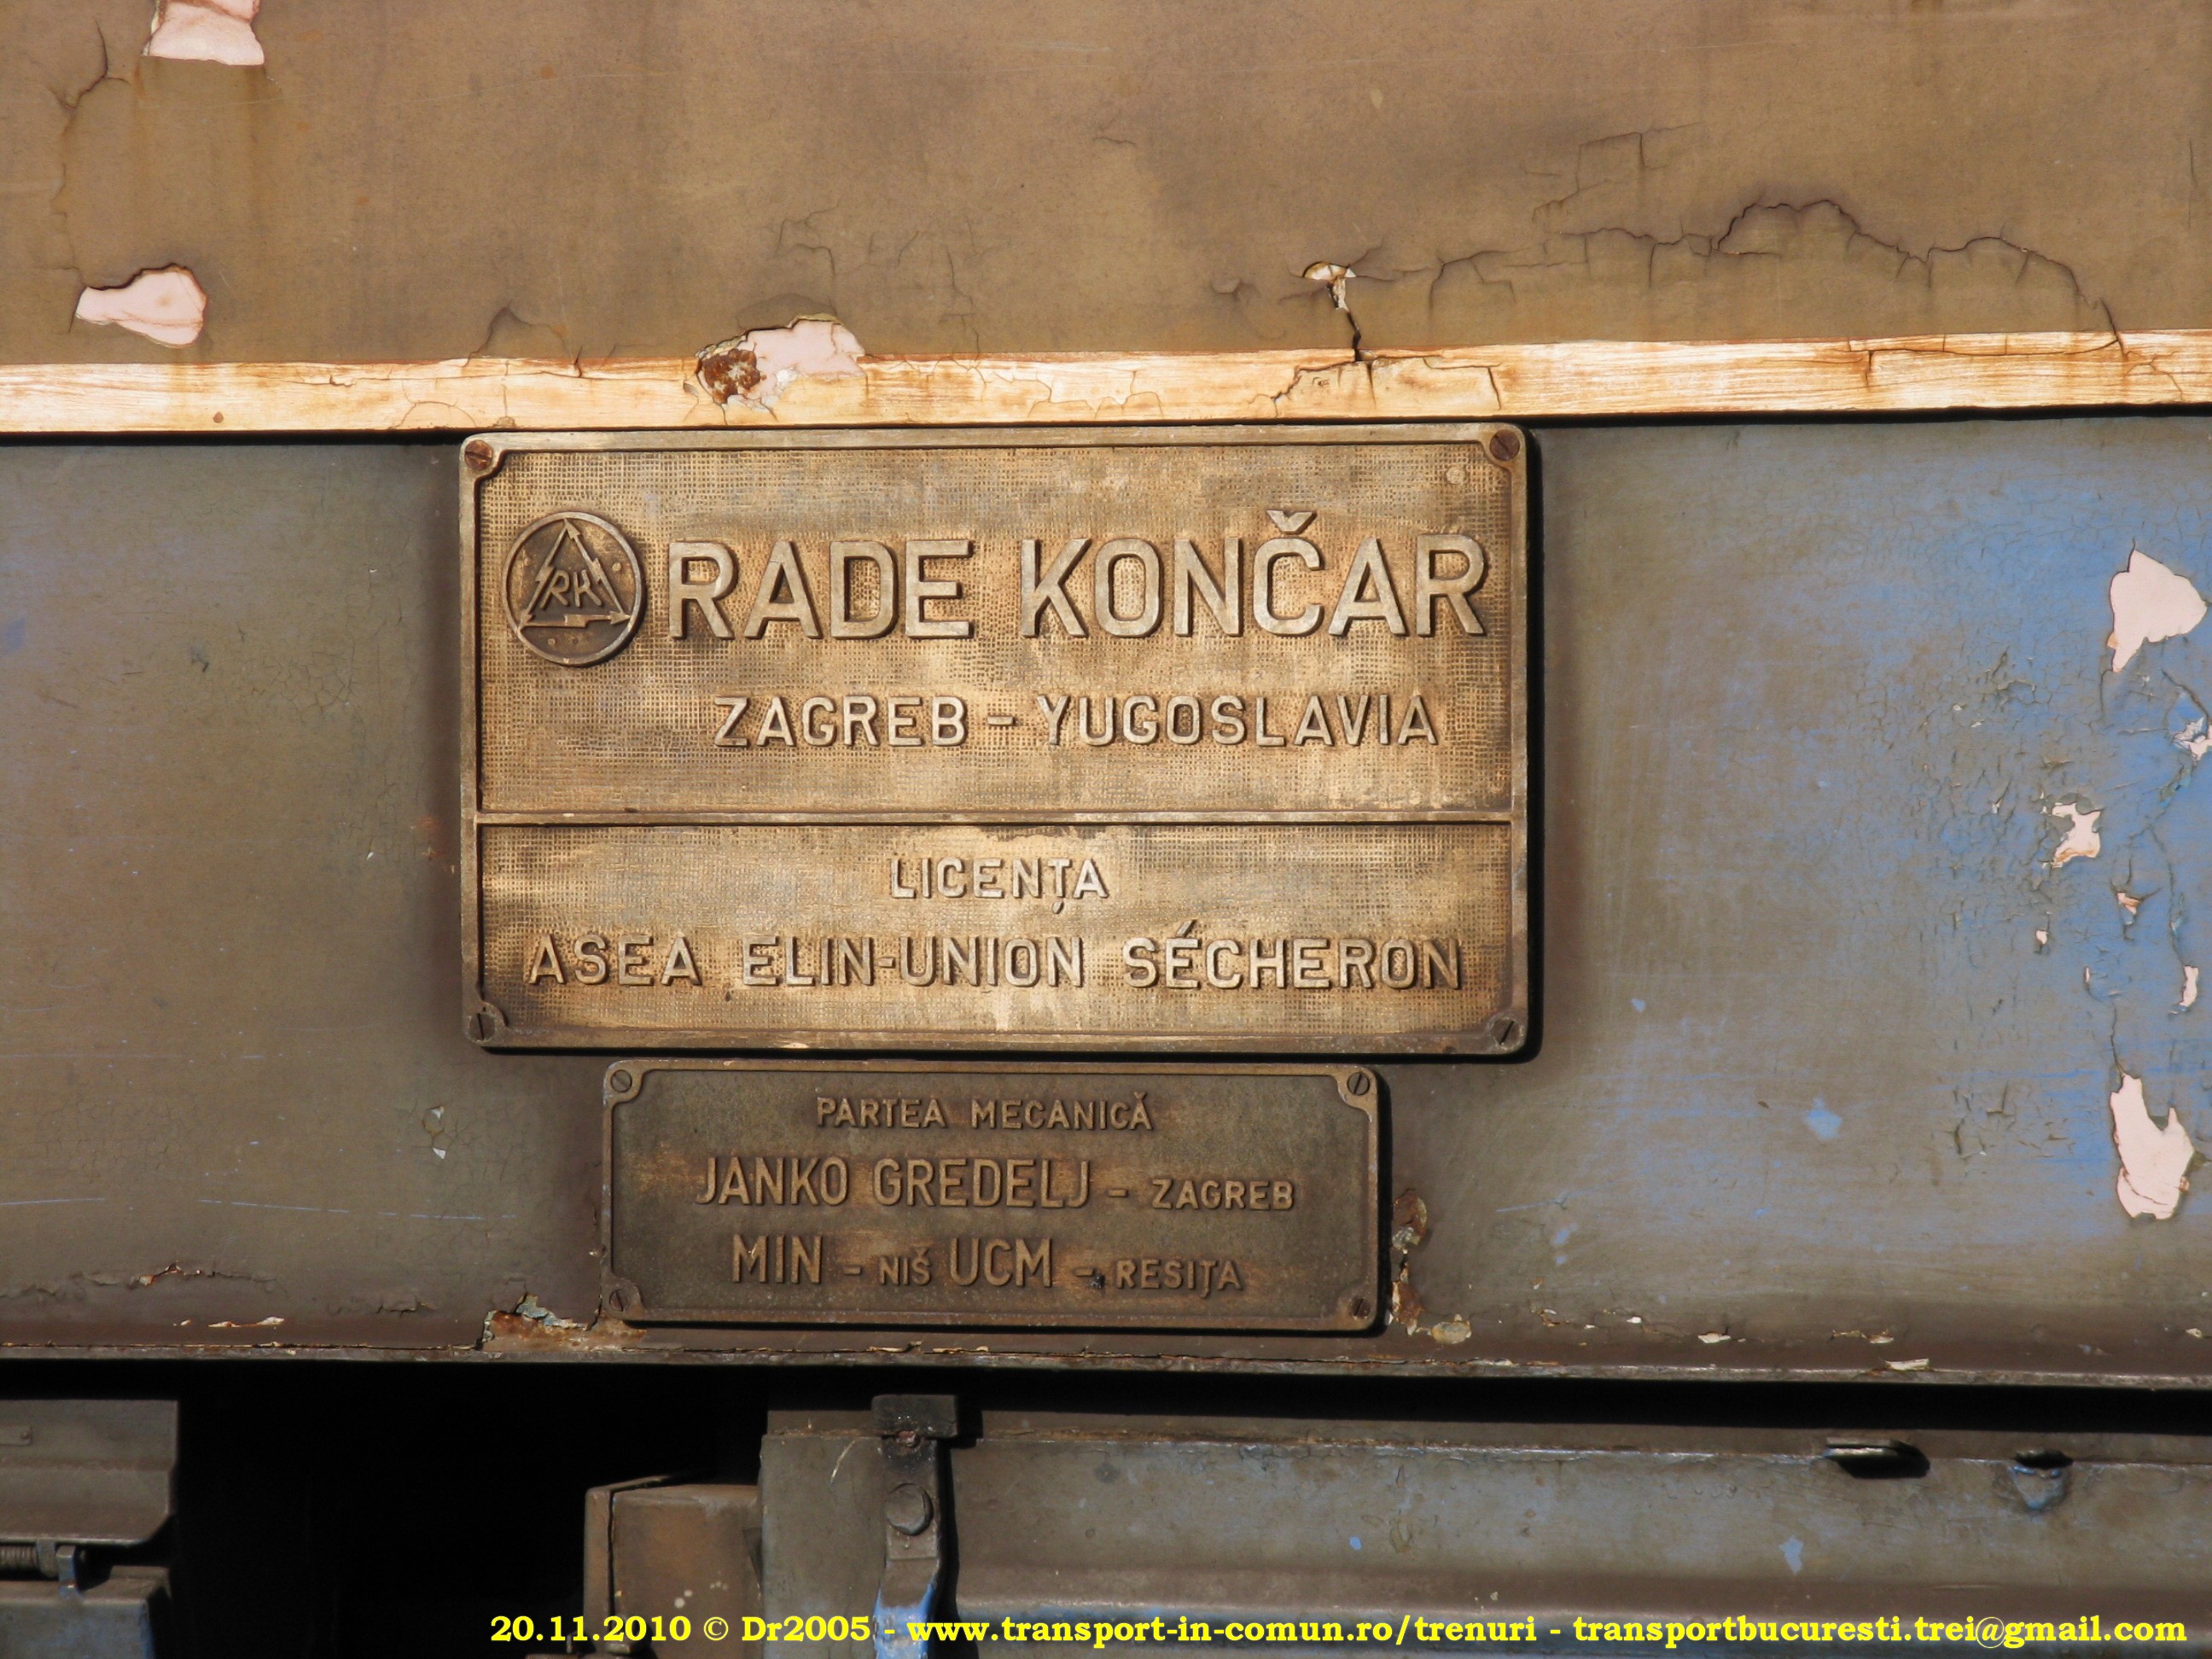 RK
RADE KONČAR
ZAGREB - YUGOSLAVIA
LICENȚA
ASEA ELIN-UNION SÉCHERON
PARTEA MECANICĂ
JANKO GREDELJ - ZAGREB
MIN - NIŠ UCM - RESIȚA
20.11.2010 © Dr2005 - www.transport-in-comun.ro/trenuri - transportbucuresti.trei@gmail.com